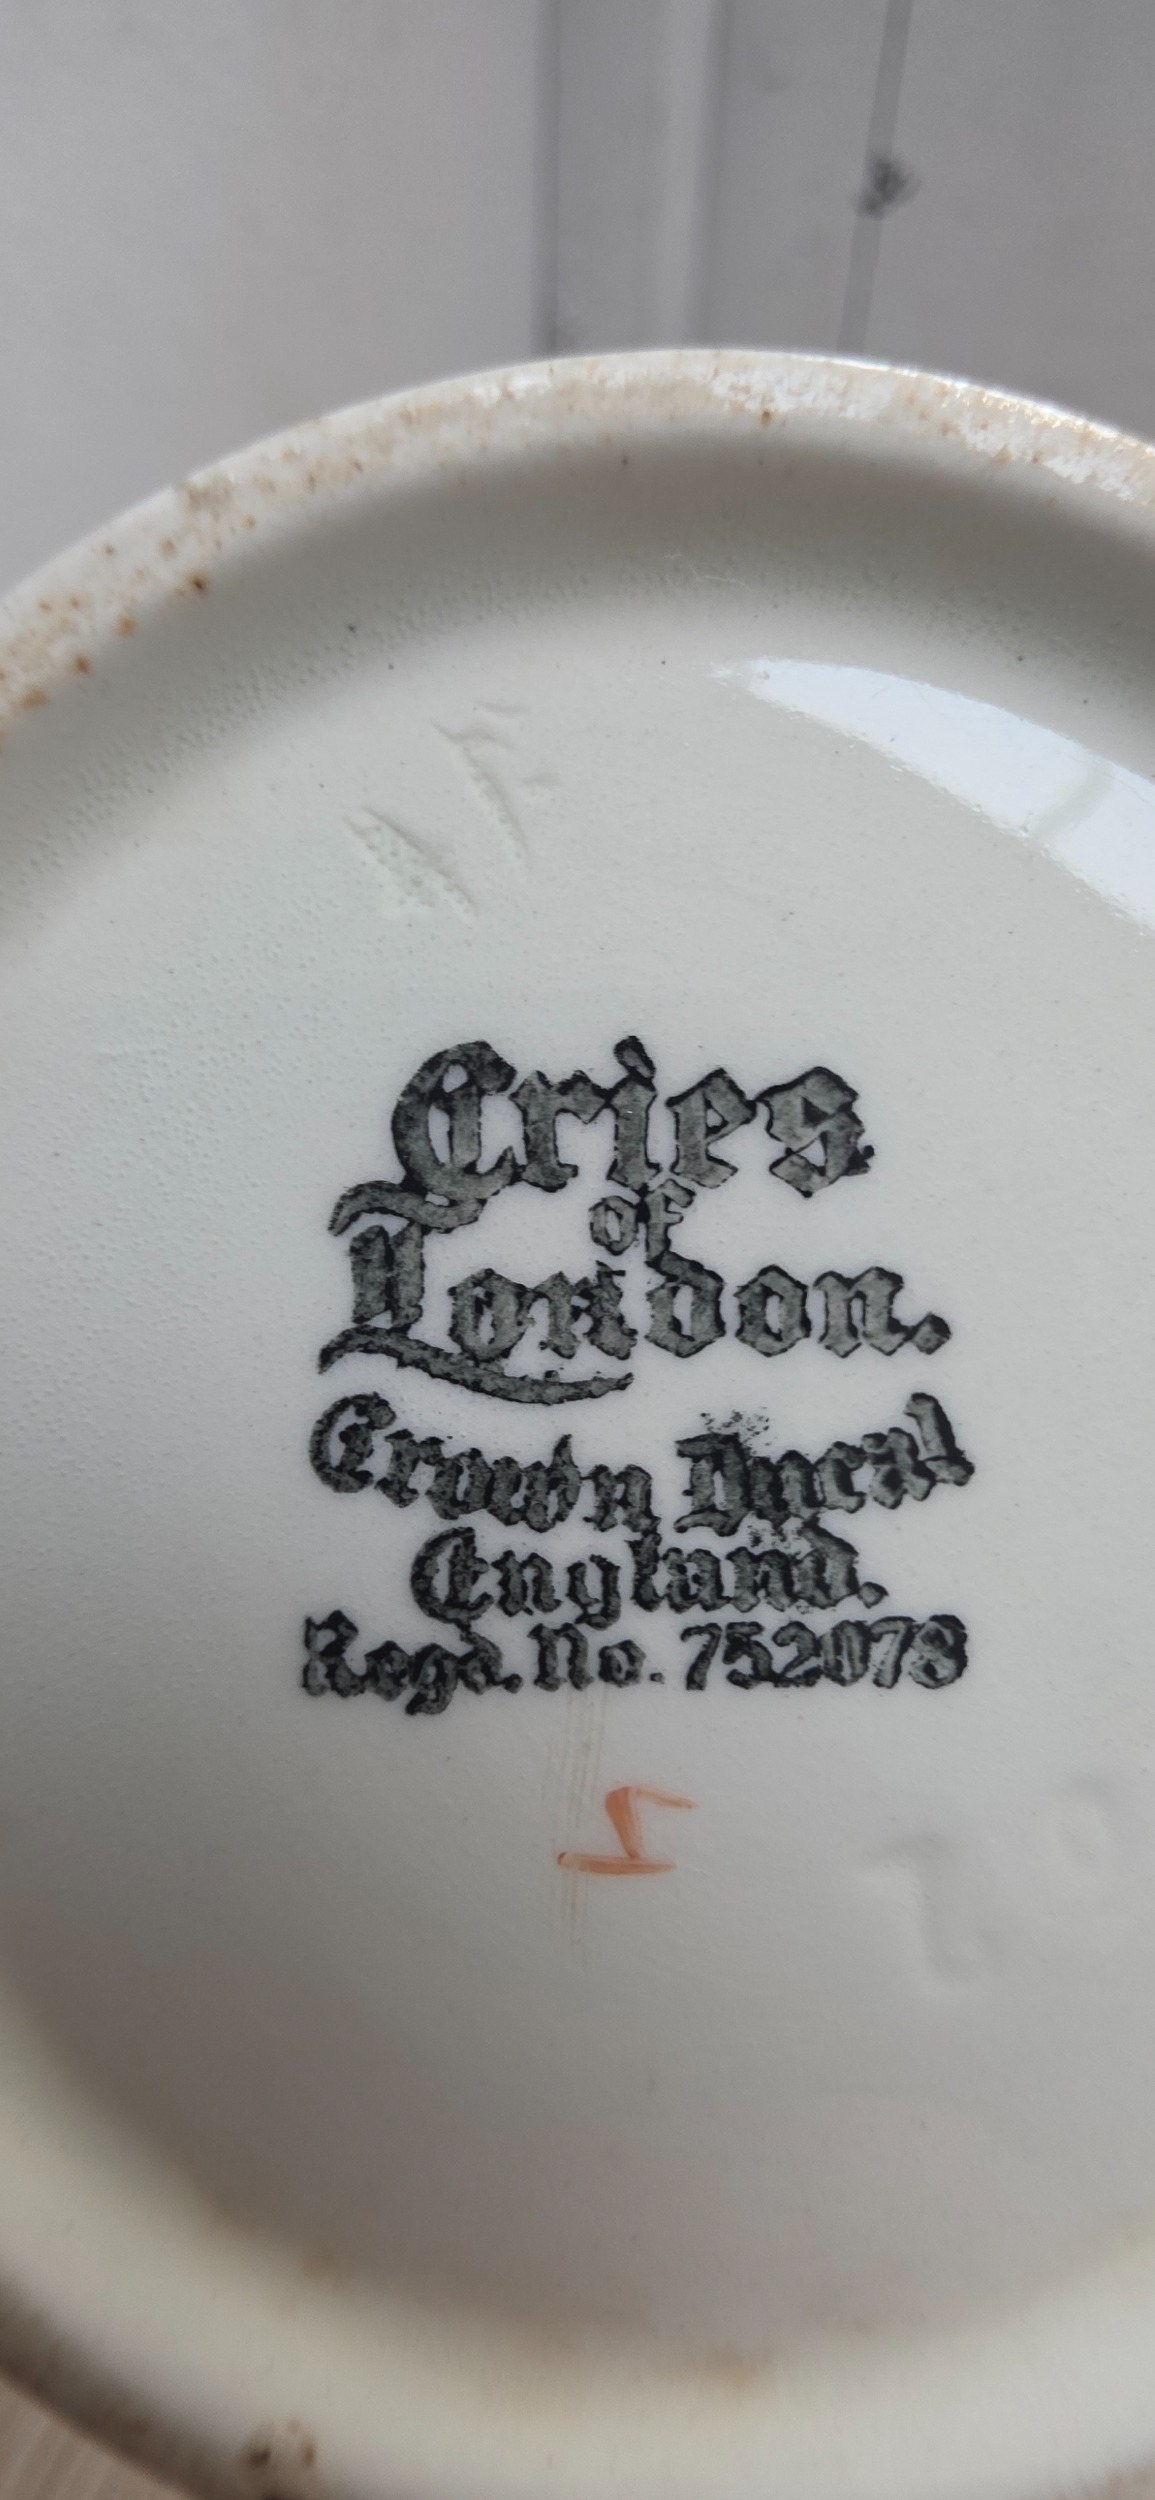 Cries
of
London.
Crown Ducal
England.
Regd. No. 752078